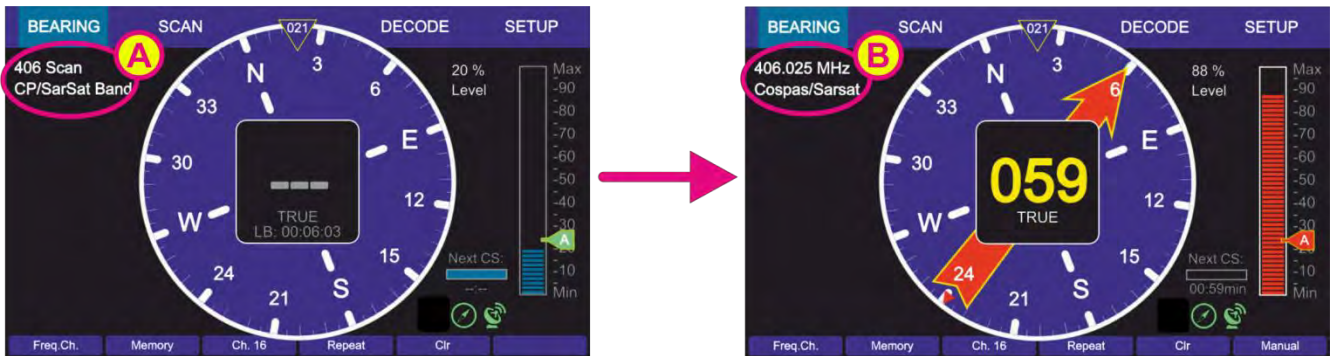 BEARING SCAN 021 DECODE SETUP
A
406 Scan
CP/SarSat Band
20 %
Level
N
3
6
E
12
15
S
21
24
W
30
33
TRUE
LB: 00:06:03
Next CS:
--:--
Max
-90
-80
-70
-60
-50
-40
-30
A
-10
Min
Freq.Ch. Memory Ch. 16 Repeat Clr
BEARING SCAN 021 DECODE SETUP
B
406.025 MHz
Cospas/Sarsat
88 %
Level
N
3
6
E
12
15
S
21
24
W
30
33
059
TRUE
Next CS:
00:59min
Max
-90
-80
-70
-60
-50
-40
-30
A
-10
Min
Freq.Ch. Memory Ch. 16 Repeat Clr Manual